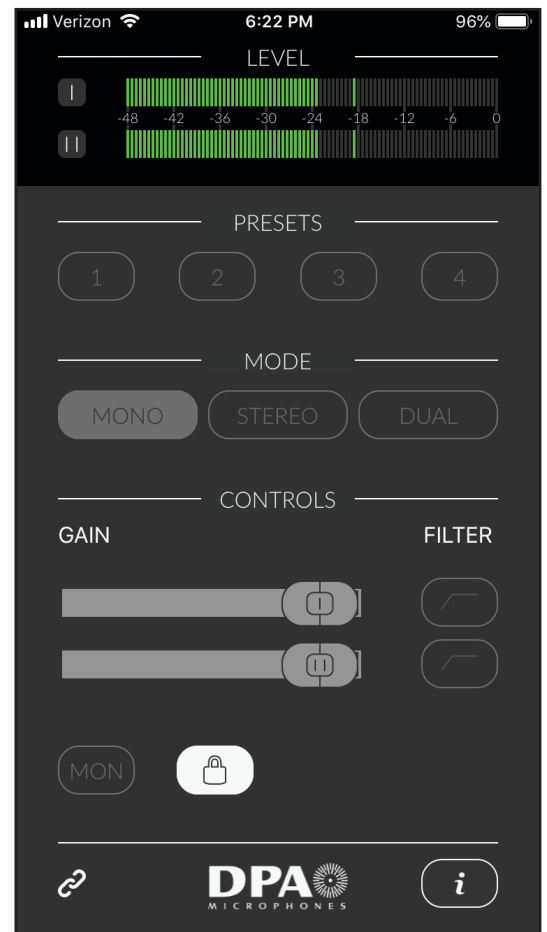 Verizon 6:22 PM 96%
LEVEL
I
-48 -42 -36 -30 -24 -18 -12 -6 0
II
PRESETS
1 2 3 4
MODE
MONO STEREO DUAL
CONTROLS
GAIN FILTER
I
II
MON
DPA i
MICROPHONES